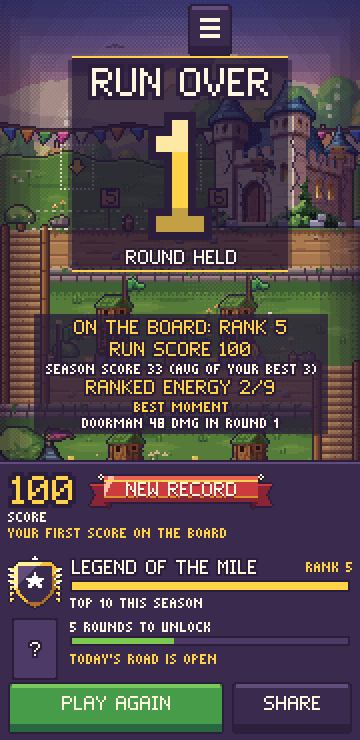 RUN OVER
5
6
1
ROUND HELD
ON THE BOARD: RANK 5
RUN SCORE 100
SEASON SCORE 33 (AVG OF YOUR BEST 3)
RANKED ENERGY 2/9
BEST MOMENT
DOORMAN 48 DMG IN ROUND 1
100
NEW RECORD
SCORE
YOUR FIRST SCORE ON THE BOARD
LEGEND OF THE MILE
RANK 5
TOP 10 THIS SEASON
?
5 ROUNDS TO UNLOCK
TODAY'S ROAD IS OPEN
PLAY AGAIN
SHARE